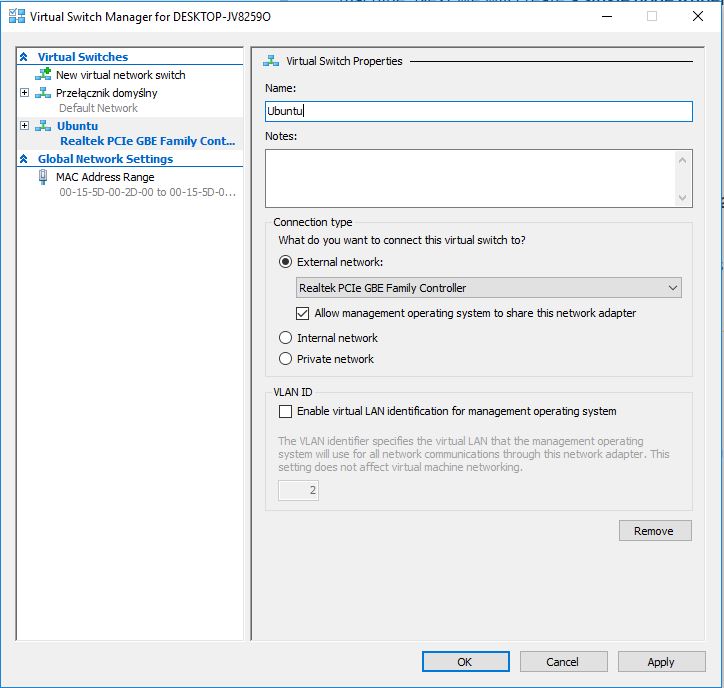 Virtual Switch Manager for DESKTOP-JV8259O
Virtual Switches
New virtual network switch
Przełącznik domyślny
Default Network
Ubuntu
Realtek PCIe GBE Family Cont...
Global Network Settings
MAC Address Range
00-15-5D-00-2D-00 to 00-15-5D-0...
Virtual Switch Properties
Name:
Ubuntu
Notes:
Connection type
What do you want to connect this virtual switch to?
External network:
Realtek PCIe GBE Family Controller
Allow management operating system to share this network adapter
Internal network
Private network
VLAN ID
Enable virtual LAN identification for management operating system
The VLAN identifier specifies the virtual LAN that the management operating
system will use for all network communications through this network adapter. This
setting does not affect virtual machine networking.
2
Remove
OK
Cancel
Apply